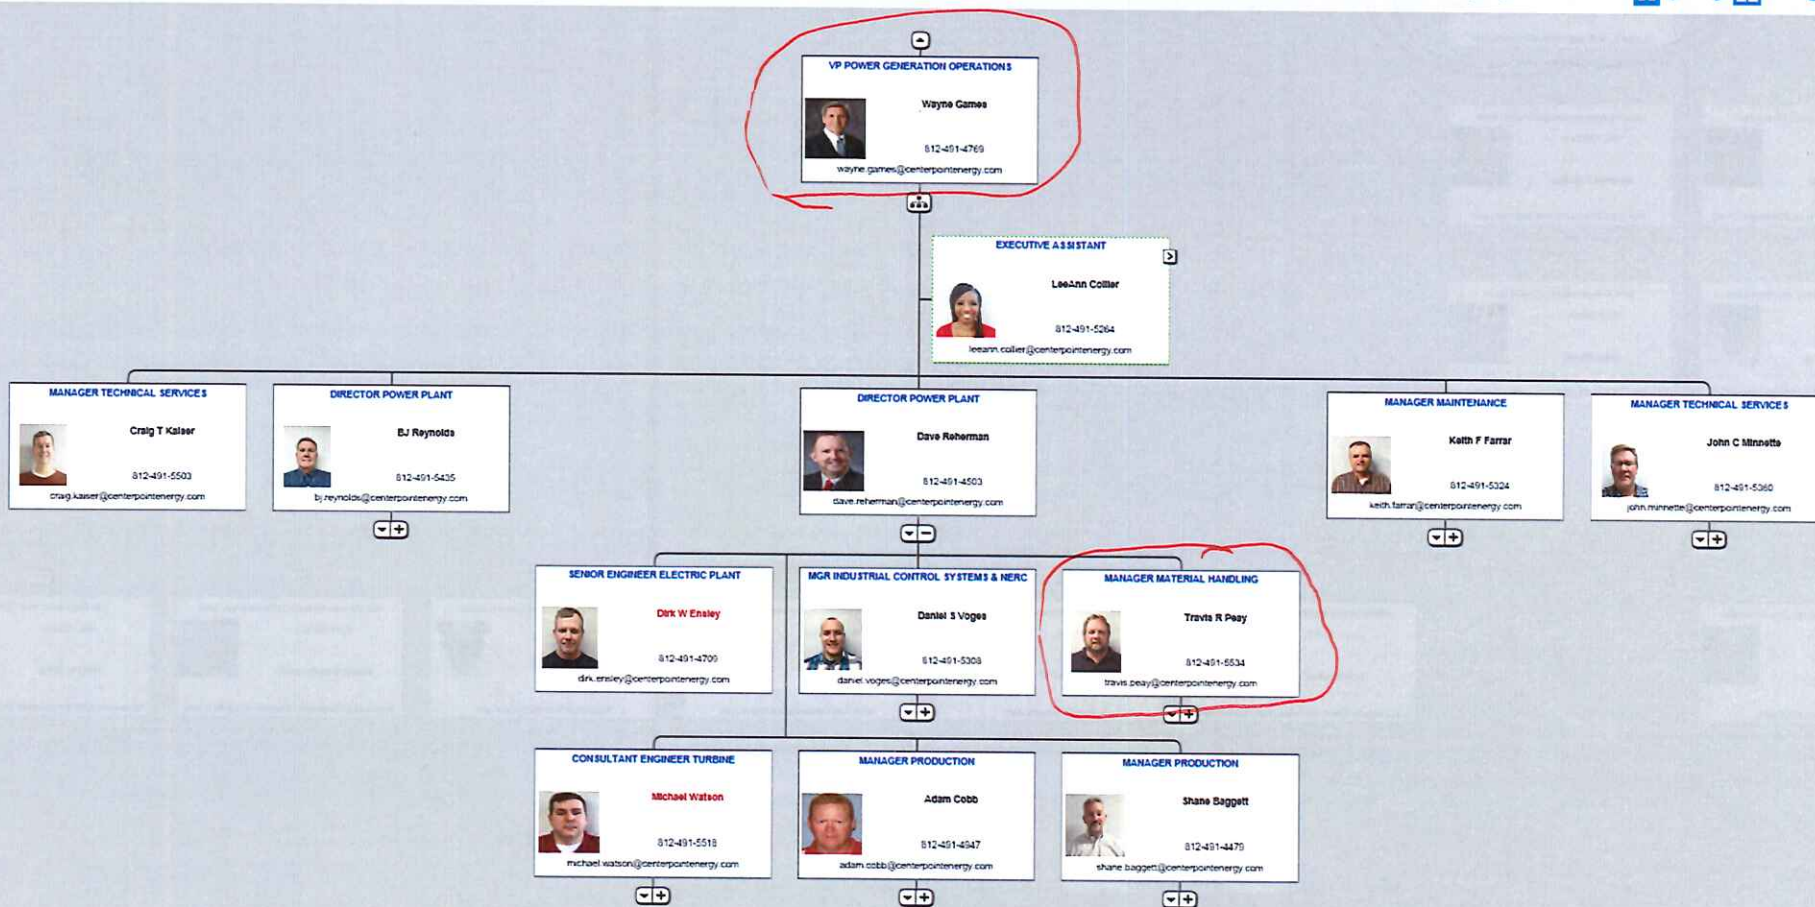 VP POWER GENERATION OPERATIONS
Wayne Games
812-491-4769
wayne.games@centerpointenergy.com
EXECUTIVE ASSISTANT
LeeAnn Collier
812-491-5264
leeann.collier@centerpointenergy.com
MANAGER TECHNICAL SERVICES
Craig T Kaiser
812-491-5503
craig.kaiser@centerpointenergy.com
DIRECTOR POWER PLANT
BJ Reynolds
812-491-5435
bj.reynolds@centerpointenergy.com
DIRECTOR POWER PLANT
Dave Reherman
812-491-4503
dave.reherman@centerpointenergy.com
MANAGER MAINTENANCE
Keith F Farrar
812-491-5324
keith.farrar@centerpointenergy.com
MANAGER TECHNICAL SERVICES
John C Minnette
812-491-5360
john.minnette@centerpointenergy.com
SENIOR ENGINEER ELECTRIC PLANT
Dirk W Ensley
812-491-4709
dirk.ensley@centerpointenergy.com
MGR INDUSTRIAL CONTROL SYSTEMS & NERC
Daniel S Voges
812-491-5308
daniel.voges@centerpointenergy.com
MANAGER MATERIAL HANDLING
Travis R Peay
812-491-5534
travis.peay@centerpointenergy.com
CONSULTANT ENGINEER TURBINE
Michael Watson
812-491-5518
michael.watson@centerpointenergy.com
MANAGER PRODUCTION
Adam Cobb
812-491-4947
adam.cobb@centerpointenergy.com
MANAGER PRODUCTION
Shane Baggett
812-491-4479
shane.baggett@centerpointenergy.com